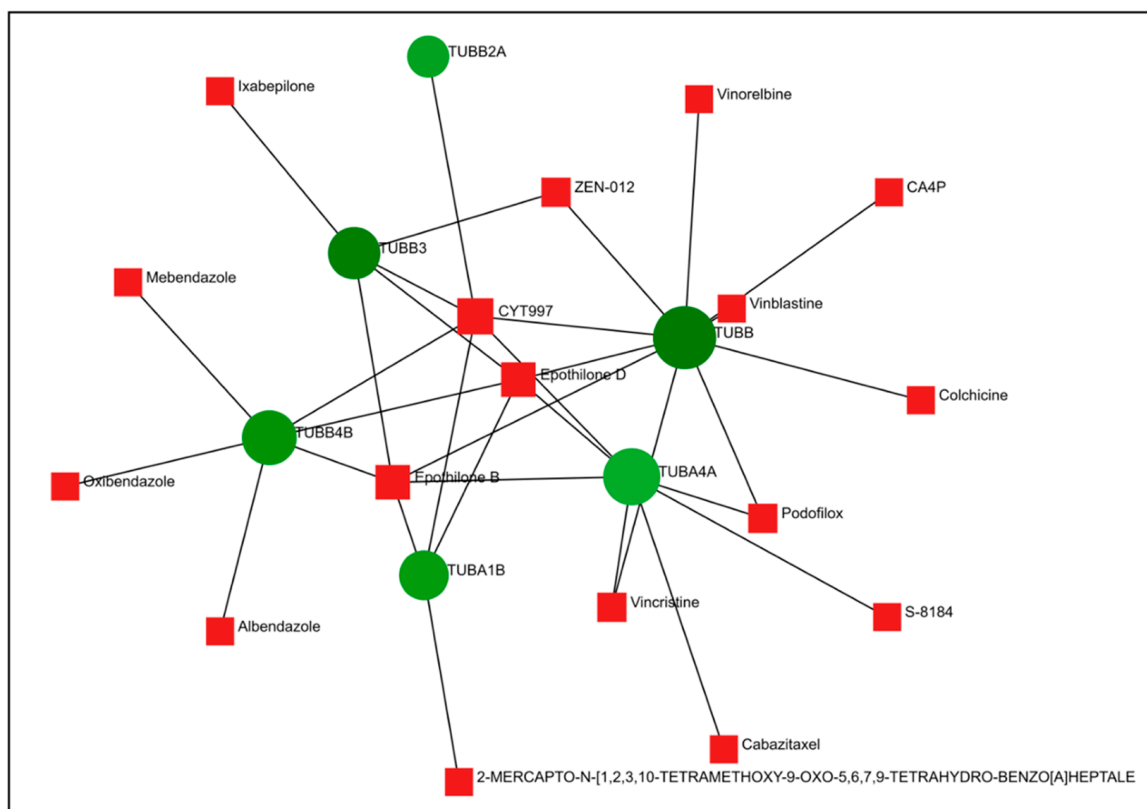 TUBB2A
Ixabepilone
Vinorelbine
ZEN-012
CA4P
TUBB3
Mebendazole
Vinblastine
CYT997
TUBB
Epothilone D
Colchicine
TUBB4B
TUBA4A
Oxibendazole
Epothilone B
Podofilox
TUBA1B
Vincristine
S-8184
Albendazole
Cabazitaxel
2-MERCAPTO-N-[1,2,3,10-TETRAMETHOXY-9-OXO-5,6,7,9-TETRAHYDRO-BENZO[A]HEPTALE